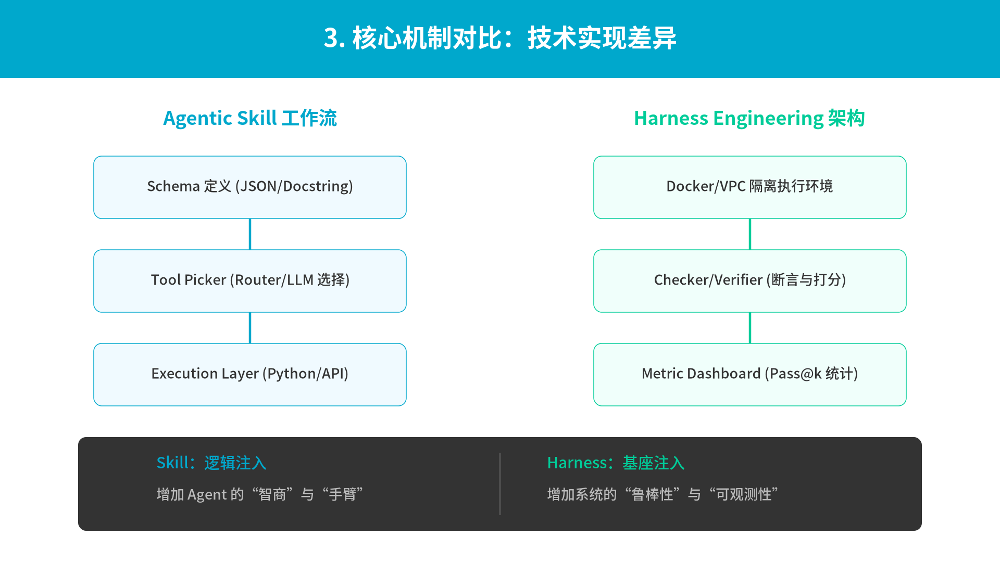 3. 核心机制对比：技术实现差异
Agentic Skill 工作流
Schema 定义 (JSON/Docstring)
Tool Picker (Router/LLM 选择)
Execution Layer (Python/API)
Harness Engineering 架构
Docker/VPC 隔离执行环境
Checker/Verifier (断言与打分)
Metric Dashboard (Pass@k 统计)
Skill：逻辑注入
增加 Agent 的“智商”与“手臂”
Harness：基座注入
增加系统的“鲁棒性”与“可观测性”